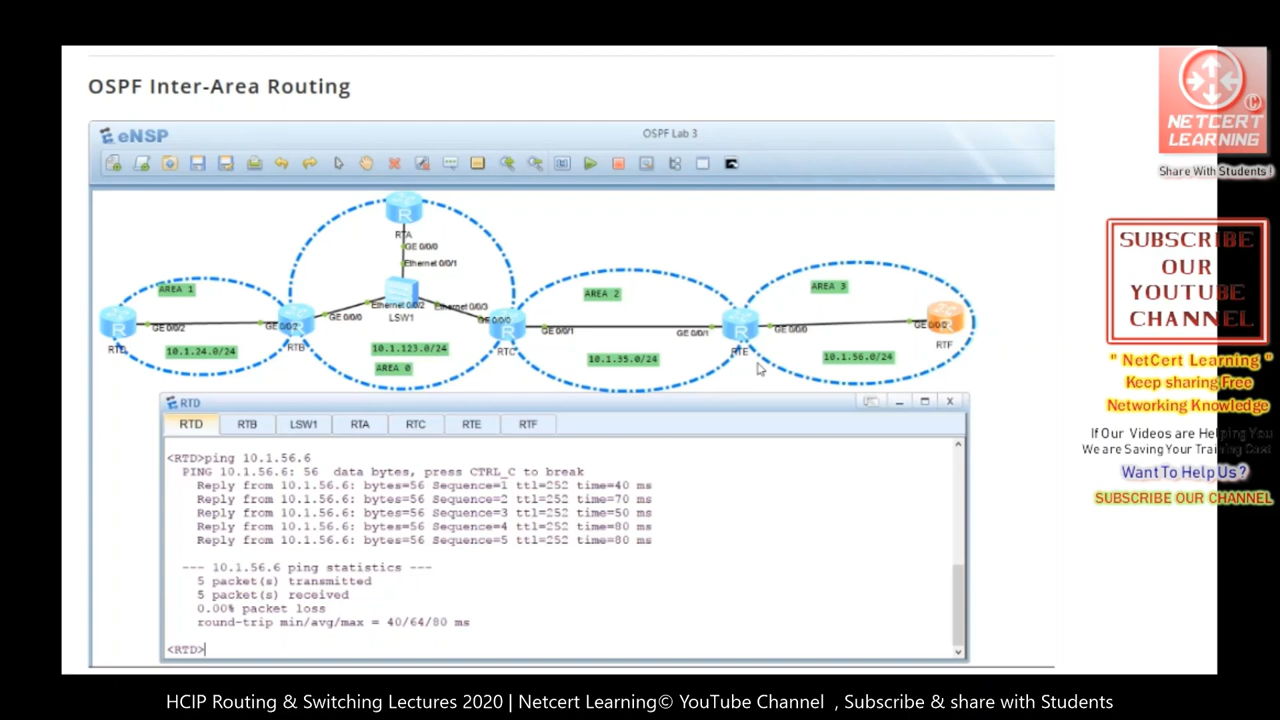 OSPF Inter-Area Routing
eNSP
OSPF Lab 3
RTA
GE 0/0/0
Ethernet 0/0/1
AREA 1
AREA 2
AREA 3
Ethernet 0/0/2
Ethernet 0/0/3
GE 0/0/0
GE 0/0/0
LSW1
GE 0/0/2
GE 0/0/2
GE 0/0/1
GE 0/0/1
GE 0/0/0
GE 0/0/0
RTB
RTC
RTE
RTF
10.1.24.0/24
10.1.123.0/24
10.1.35.0/24
10.1.56.0/24
AREA 0
RTD
RTD RTB LSW1 RTA RTC RTE RTF
<RTD>ping 10.1.56.6
PING 10.1.56.6: 56 data bytes, press CTRL_C to break
Reply from 10.1.56.6: bytes=56 Sequence=1 ttl=252 time=40 ms
Reply from 10.1.56.6: bytes=56 Sequence=2 ttl=252 time=70 ms
Reply from 10.1.56.6: bytes=56 Sequence=3 ttl=252 time=50 ms
Reply from 10.1.56.6: bytes=56 Sequence=4 ttl=252 time=80 ms
Reply from 10.1.56.6: bytes=56 Sequence=5 ttl=252 time=80 ms
--- 10.1.56.6 ping statistics ---
5 packet(s) transmitted
5 packet(s) received
0.00% packet loss
round-trip min/avg/max = 40/64/80 ms
<RTD>
NETCERT
LEARNING
©
Share With Students!
SUBSCRIBE
OUR
YOUTUBE
CHANNEL
" NetCert Learning "
Keep sharing Free
Networking Knowledge
If Our Videos are Helping You
We are Saving Your Training Cost
Want To Help Us?
SUBSCRIBE OUR CHANNEL
HCIP Routing & Switching Lectures 2020 | Netcert Learning© YouTube Channel , Subscribe & share with Students